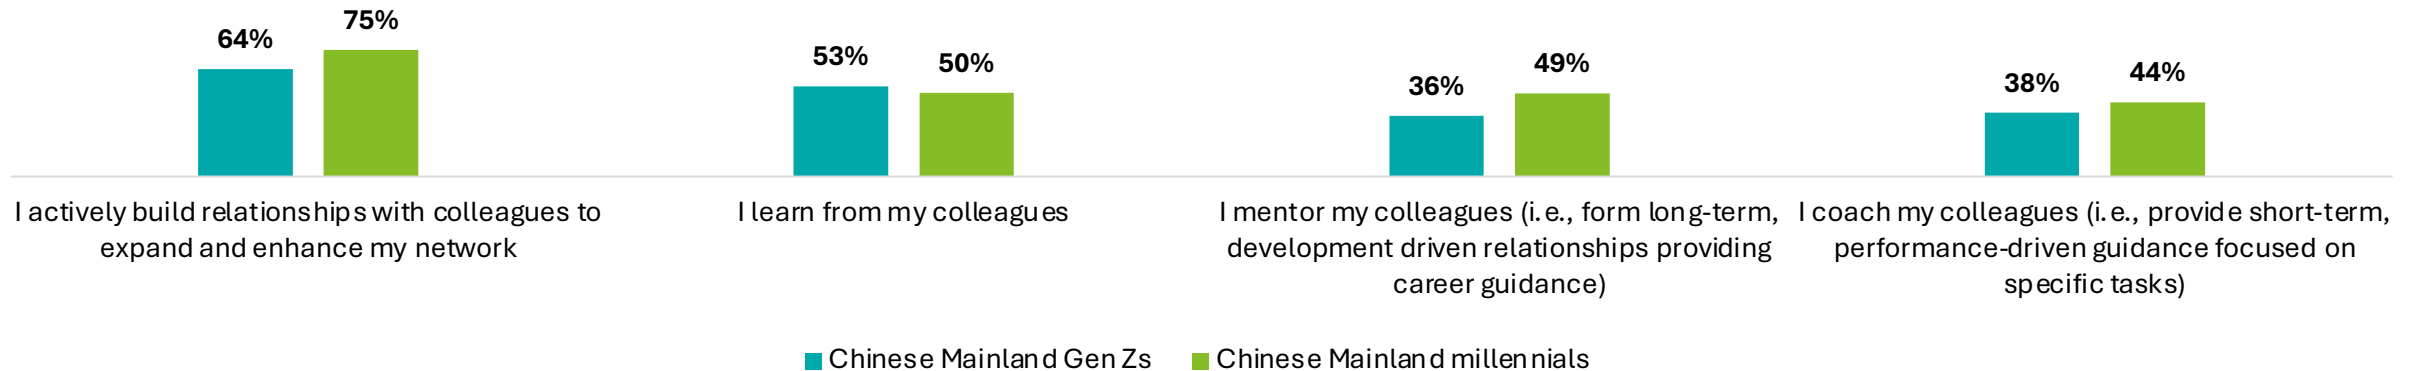 64%
75%
53%
50%
36%
49%
38%
44%
I actively build relationships with colleagues to
expand and enhance my network
I learn from my colleagues
I mentor my colleagues (i.e., form long-term,
development driven relationships providing
career guidance)
I coach my colleagues (i.e., provide short-term,
performance-driven guidance focused on
specific tasks)
Chinese Mainland Gen Zs
Chinese Mainland millennials